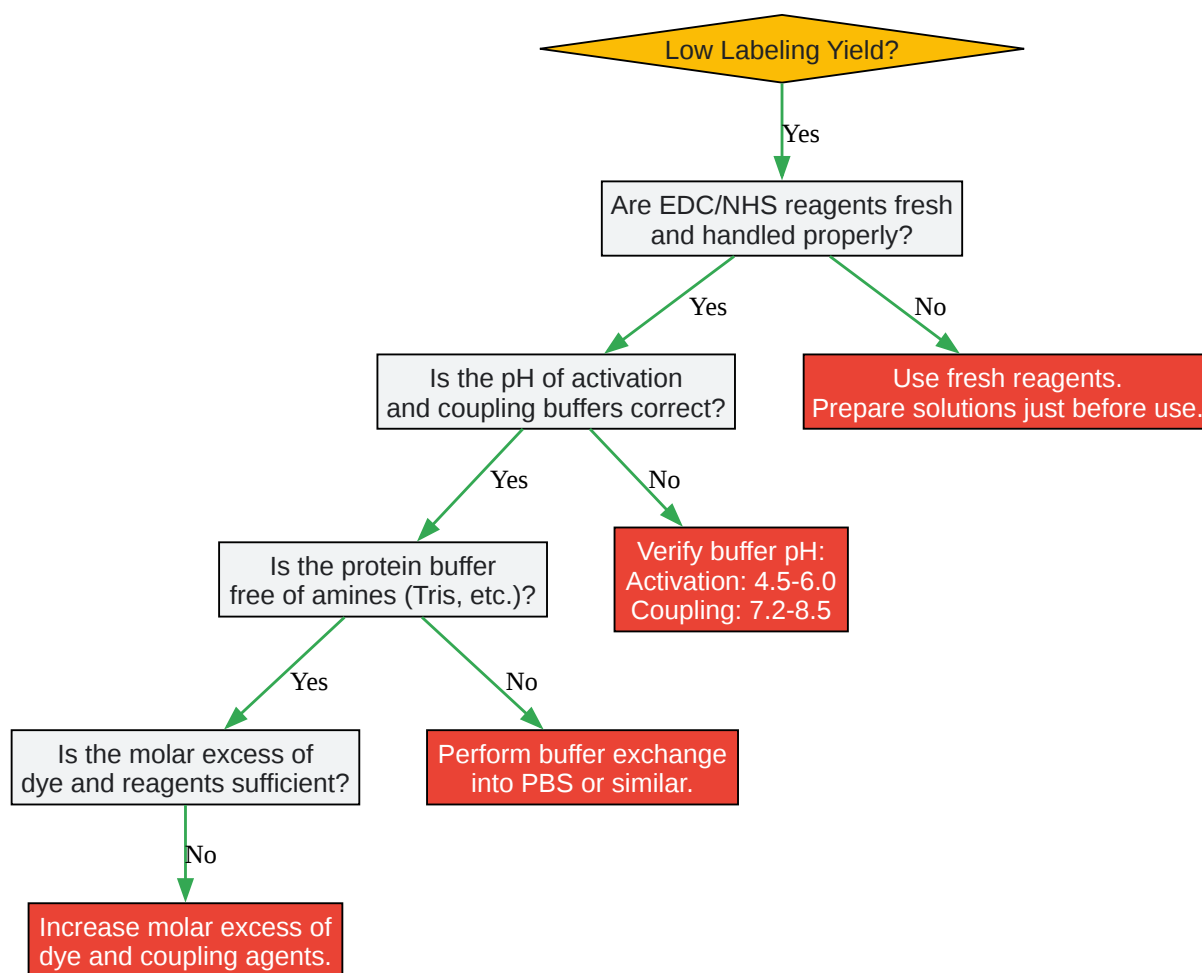 Low Labeling Yield?
Yes
Are EDC/NHS reagents fresh
and handled properly?
Yes
No
Is the pH of activation
and coupling buffers correct?
Use fresh reagents.
Prepare solutions just before use.
Yes
No
Is the protein buffer
free of amines (Tris, etc.)?
Verify buffer pH:
Activation: 4.5-6.0
Coupling: 7.2-8.5
Yes
No
Is the molar excess of
dye and reagents sufficient?
Perform buffer exchange
into PBS or similar.
No
Increase molar excess of
dye and coupling agents.